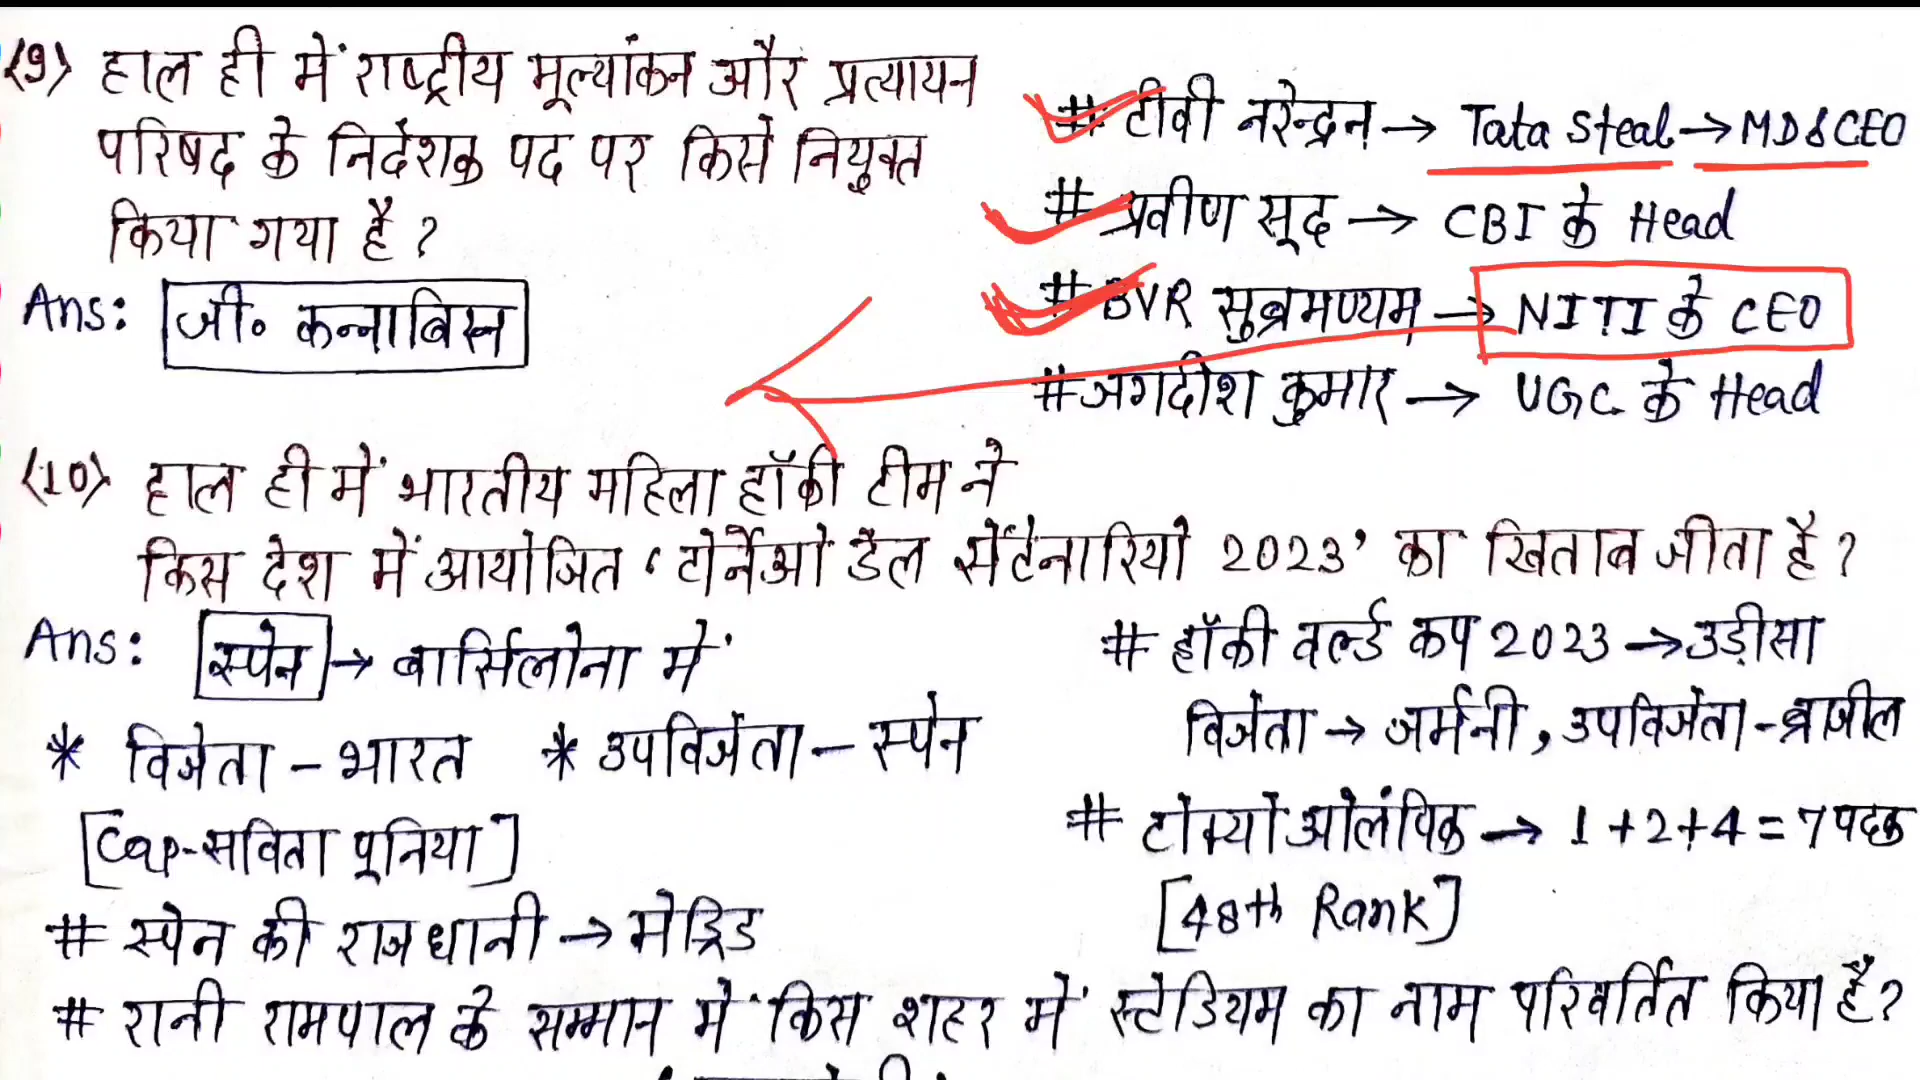 (9) हाल ही में राष्ट्रीय मूल्यांकन और प्रत्यायन
परिषद के निर्देशक पद पर किसे नियुक्त
किया गया है ?
Ans: जी० कन्नाबिरन
# टीवी नरेन्द्रन → Tata Steal → MD & CEO
# प्रवीण सूद → CBI के Head
# BVR सुब्रमण्यम → NITI के CEO
# जगदीश कुमार → UGC के Head
(10) हाल ही में भारतीय महिला हॉकी टीम ने
किस देश में आयोजित ‘टोर्नेओ डेल सेंटेनारियो 2023’ का खिताब जीता है ?
Ans: स्पेन → बार्सिलोना में
* विजेता – भारत * उपविजेता – स्पेन
[Cap-सविता पूनिया]
# स्पेन की राजधानी → मेड्रिड
# हॉकी वर्ल्ड कप 2023 → उड़ीसा
विजेता → जर्मनी, उपविजेता - ब्राजील
# टोक्यो ओलंपिक → 1+2+4=7 पदक
[48th Rank]
# रानी रामपाल के सम्मान में किस शहर में स्टेडियम का नाम परिवर्तित किया है ?